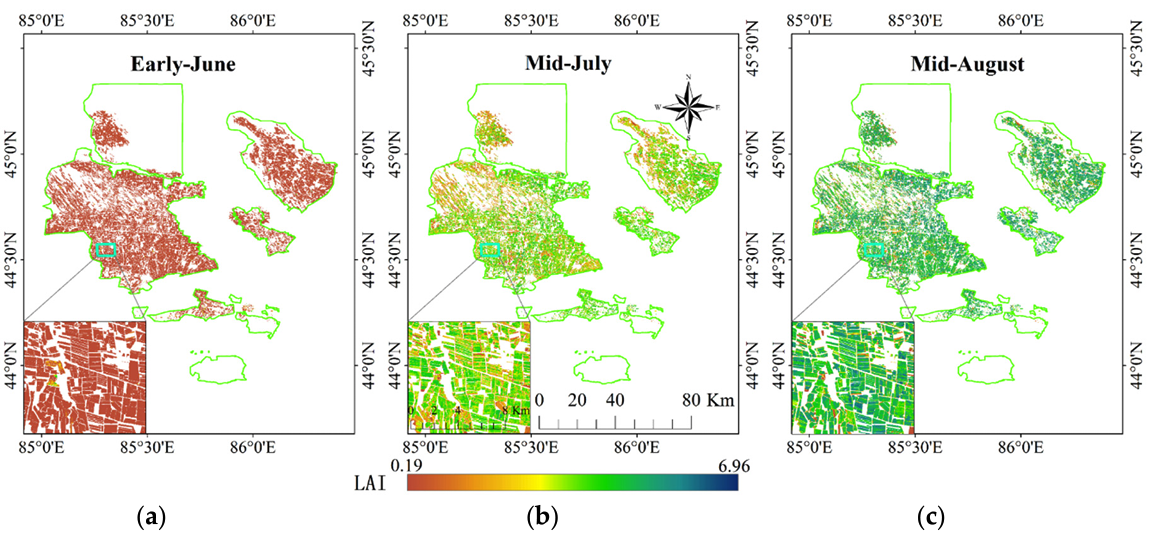 85°0'E 85°30'E 86°0'E 85°0'E 85°30'E 86°0'E 85°0'E 85°30'E 86°0'E
Early-June Mid-July Mid-August
N
W E
S
45°30'N 45°30'N 45°30'N
45°0'N 45°0'N 45°0'N
44°30'N 44°30'N 44°30'N
44°0'N 44°0'N 44°0'N
0 20 40 80 Km
0 2 4 8 Km
85°0'E 85°30'E 86°0'E 85°0'E 85°30'E 86°0'E 85°0'E 85°30'E 86°0'E
0.19 6.96
LAI
(a) (b) (c)